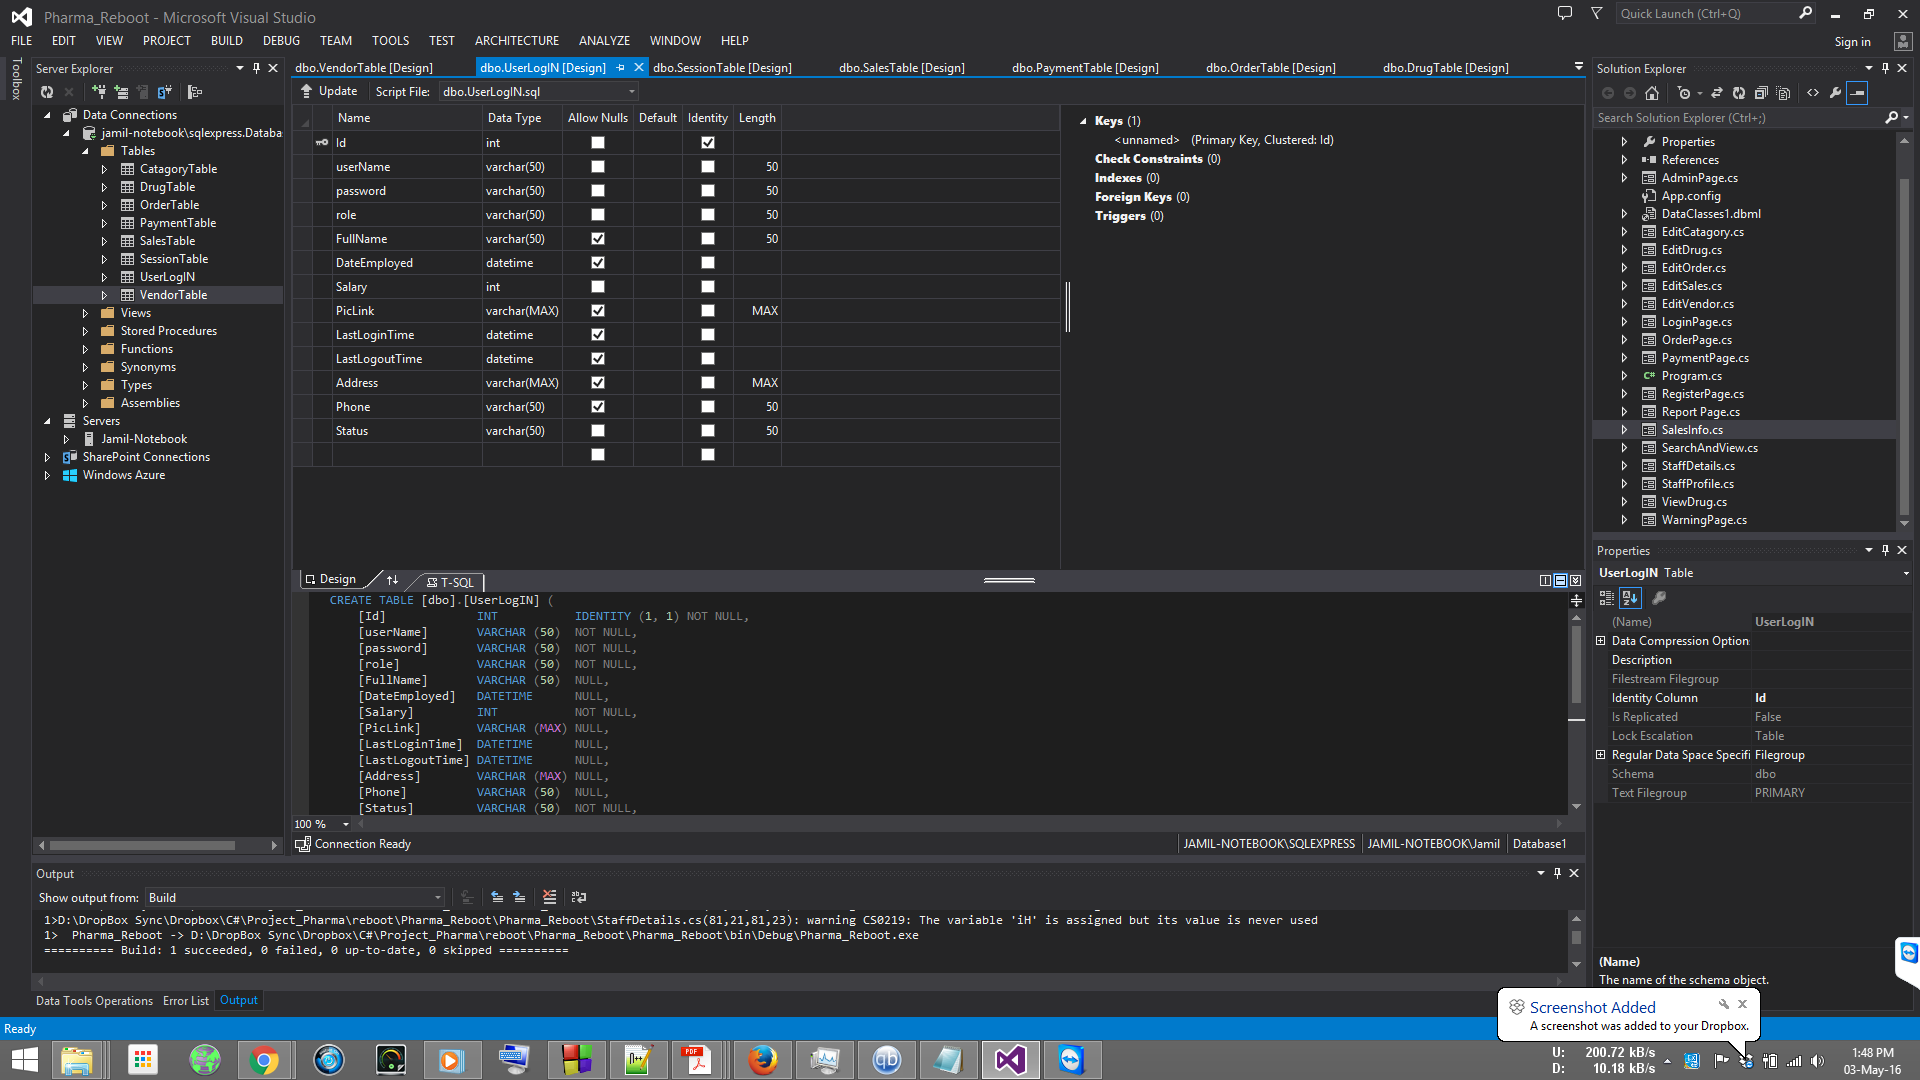 Pharma_Reboot - Microsoft Visual Studio
Quick Launch (Ctrl+Q)
FILE EDIT VIEW PROJECT BUILD DEBUG TEAM TOOLS TEST ARCHITECTURE ANALYZE WINDOW HELP
Sign in
Toolbox
Server Explorer
Data Connections
jamil-notebook\sqlexpress.Databa
Tables
CatagoryTable
DrugTable
OrderTable
PaymentTable
SalesTable
SessionTable
UserLogIN
VendorTable
Views
Stored Procedures
Functions
Synonyms
Types
Assemblies
Servers
Jamil-Notebook
SharePoint Connections
Windows Azure
dbo.VendorTable [Design] dbo.UserLogIN [Design] dbo.SessionTable [Design] dbo.SalesTable [Design] dbo.PaymentTable [Design] dbo.OrderTable [Design] dbo.DrugTable [Design]
Update Script File: dbo.UserLogIN.sql
Name Data Type Allow Nulls Default Identity Length
Id int
userName varchar(50) 50
password varchar(50) 50
role varchar(50) 50
FullName varchar(50) 50
DateEmployed datetime
Salary int
PicLink varchar(MAX) MAX
LastLoginTime datetime
LastLogoutTime datetime
Address varchar(MAX) MAX
Phone varchar(50) 50
Status varchar(50) 50
Keys (1)
<unnamed> (Primary Key, Clustered: Id)
Check Constraints (0)
Indexes (0)
Foreign Keys (0)
Triggers (0)
Design T-SQL
CREATE TABLE [dbo].[UserLogIN] (
[Id] INT IDENTITY (1, 1) NOT NULL,
[userName] VARCHAR (50) NOT NULL,
[password] VARCHAR (50) NOT NULL,
[role] VARCHAR (50) NOT NULL,
[FullName] VARCHAR (50) NULL,
[DateEmployed] DATETIME NULL,
[Salary] INT NOT NULL,
[PicLink] VARCHAR (MAX) NULL,
[LastLoginTime] DATETIME NULL,
[LastLogoutTime] DATETIME NULL,
[Address] VARCHAR (MAX) NULL,
[Phone] VARCHAR (50) NULL,
[Status] VARCHAR (50) NOT NULL,
100 %
Connection Ready JAMIL-NOTEBOOK\SQLEXPRESS JAMIL-NOTEBOOK\Jamil Database1
Output
Show output from: Build
1>D:\DropBox Sync\Dropbox\C#\Project_Pharma\reboot\Pharma_Reboot\Pharma_Reboot\StaffDetails.cs(81,21,81,23): warning CS0219: The variable 'iH' is assigned but its value is never used
1> Pharma_Reboot -> D:\DropBox Sync\Dropbox\C#\Project_Pharma\reboot\Pharma_Reboot\Pharma_Reboot\bin\Debug\Pharma_Reboot.exe
========== Build: 1 succeeded, 0 failed, 0 up-to-date, 0 skipped ==========
Data Tools Operations Error List Output
Ready
Solution Explorer
Search Solution Explorer (Ctrl+;)
Properties
References
AdminPage.cs
App.config
DataClasses1.dbml
EditCatagory.cs
EditDrug.cs
EditOrder.cs
EditSales.cs
EditVendor.cs
LoginPage.cs
OrderPage.cs
PaymentPage.cs
Program.cs
RegisterPage.cs
Report Page.cs
SalesInfo.cs
SearchAndView.cs
StaffDetails.cs
StaffProfile.cs
ViewDrug.cs
WarningPage.cs
Properties
UserLogIN Table
(Name) UserLogIN
Data Compression Option
Description
Filestream Filegroup
Identity Column Id
Is Replicated False
Lock Escalation Table
Regular Data Space Specifi Filegroup
Schema dbo
Text Filegroup PRIMARY
(Name)
The name of the schema object.
Screenshot Added
A screenshot was added to your Dropbox.
U: 200.72 kB/s
D: 10.18 kB/s
1:48 PM
03-May-16